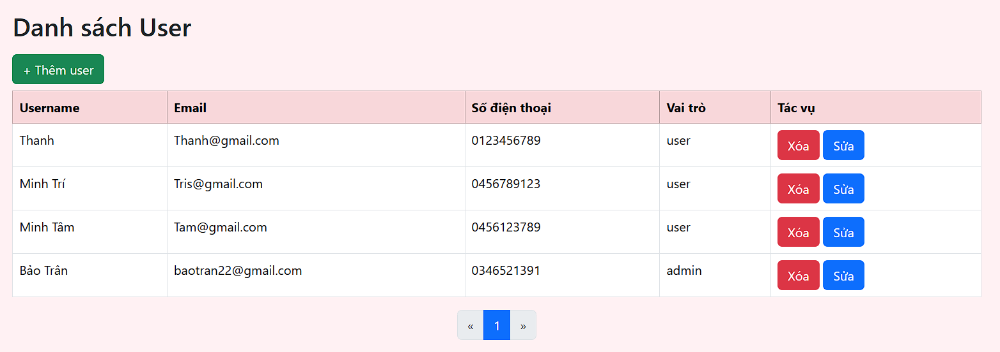 Danh sách User
+ Thêm user
Username Email Số điện thoại Vai trò Tác vụ
Thanh Thanh@gmail.com 0123456789 user Xóa Sửa
Minh Trí Tris@gmail.com 0456789123 user Xóa Sửa
Minh Tâm Tam@gmail.com 0456123789 user Xóa Sửa
Bảo Trân baotran22@gmail.com 0346521391 admin Xóa Sửa
« 1 »